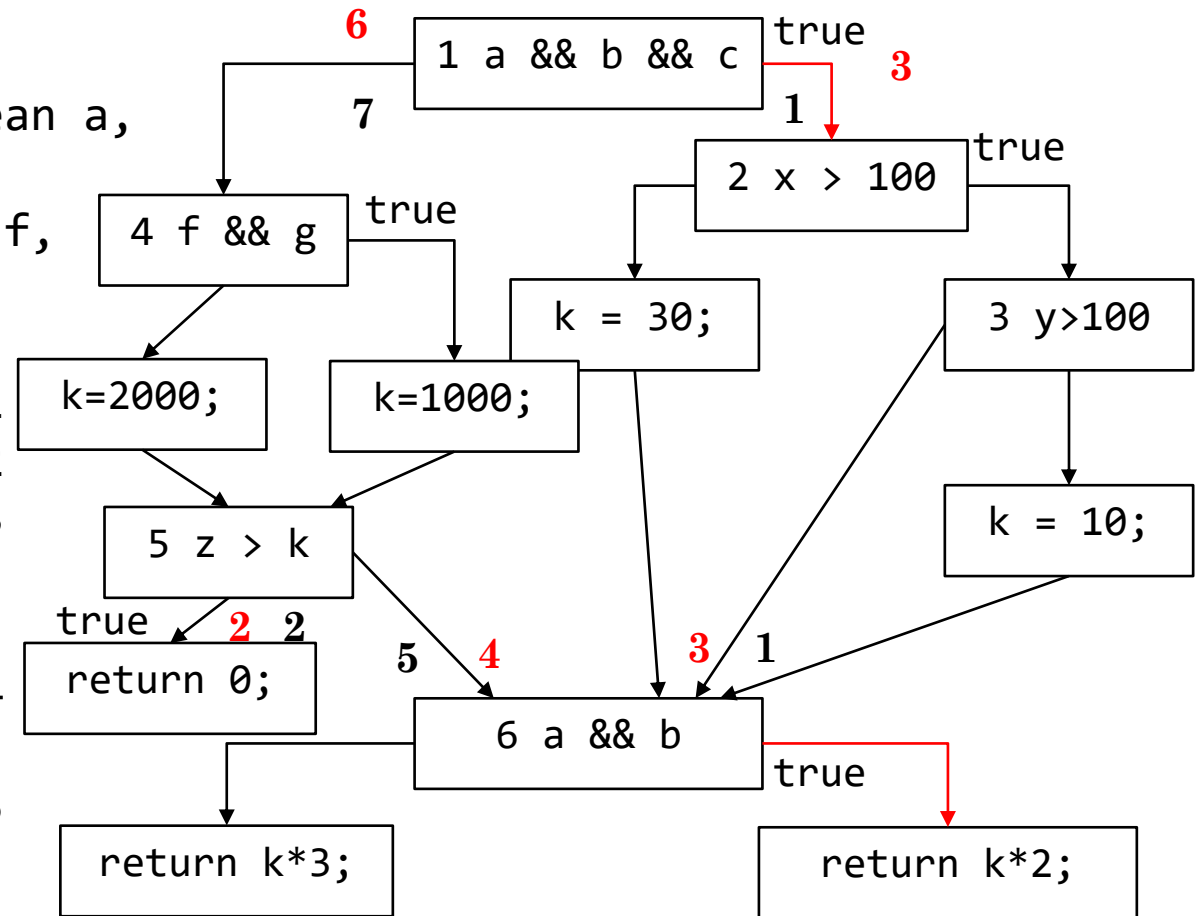 6
1 a && b && c
true
3
7
1
ean a,
2 x > 100
true
f,
4 f && g
true
k = 30;
3 y>100
k=2000;
k=1000;
k = 10;
5 z > k
true
2
2
5
4
3
1
return 0;
6 a && b
true
return k*3;
return k*2;